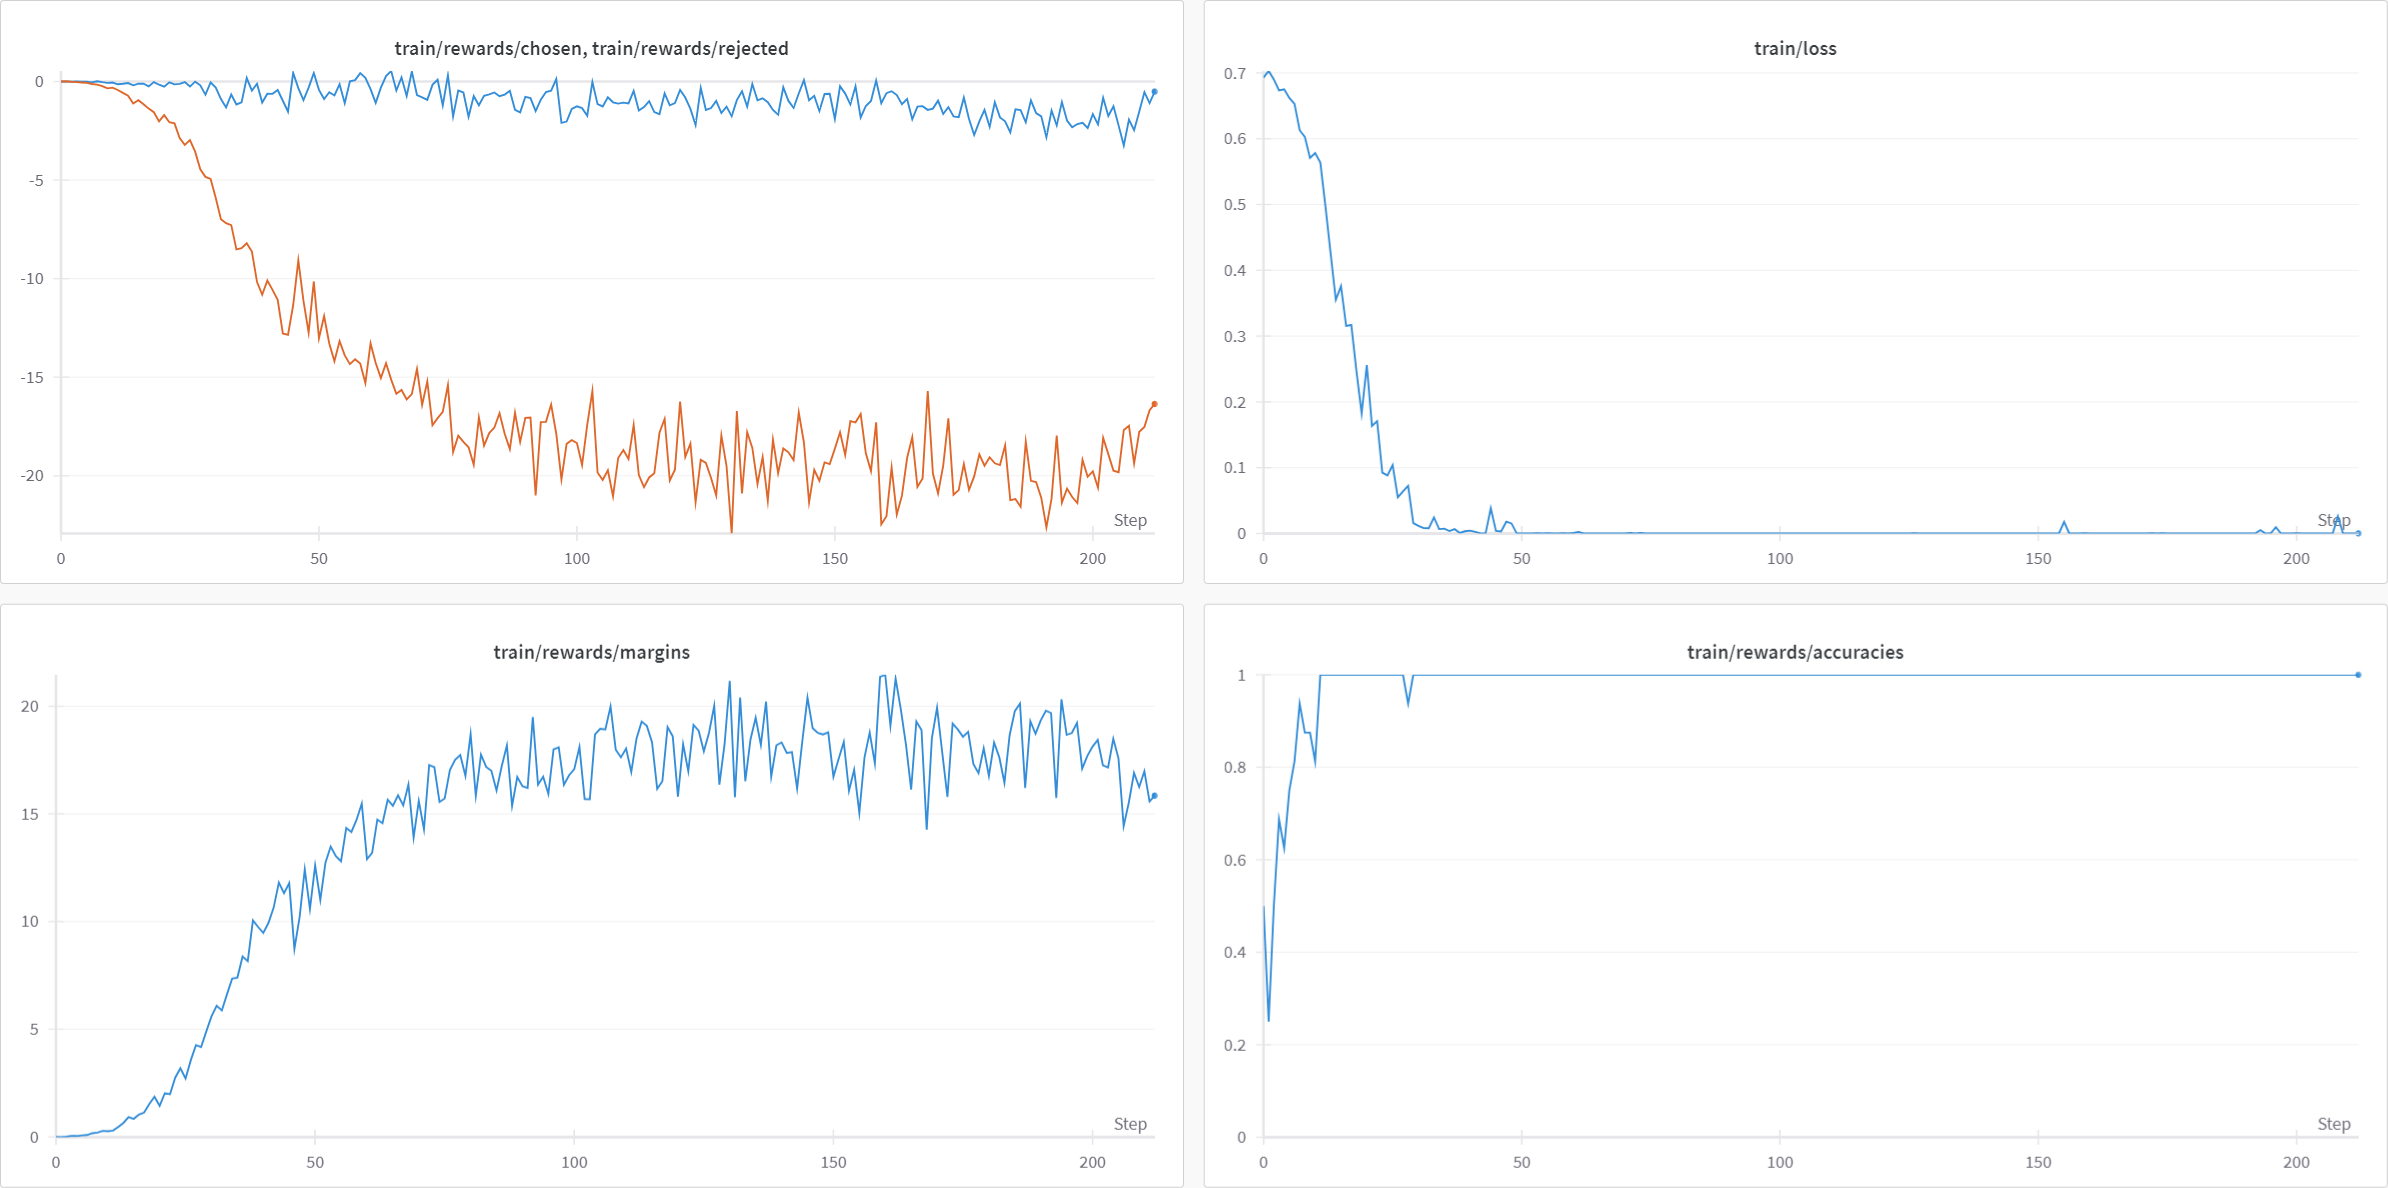 train/rewards/chosen, train/rewards/rejected
0
-5
-10
-15
-20
Step
0 50 100 150 200
train/loss
0.7
0.6
0.5
0.4
0.3
0.2
0.1
0
Step
0 50 100 150 200
train/rewards/margins
20
15
10
5
0
Step
0 50 100 150 200
train/rewards/accuracies
1
0.8
0.6
0.4
0.2
0
Step
0 50 100 150 200